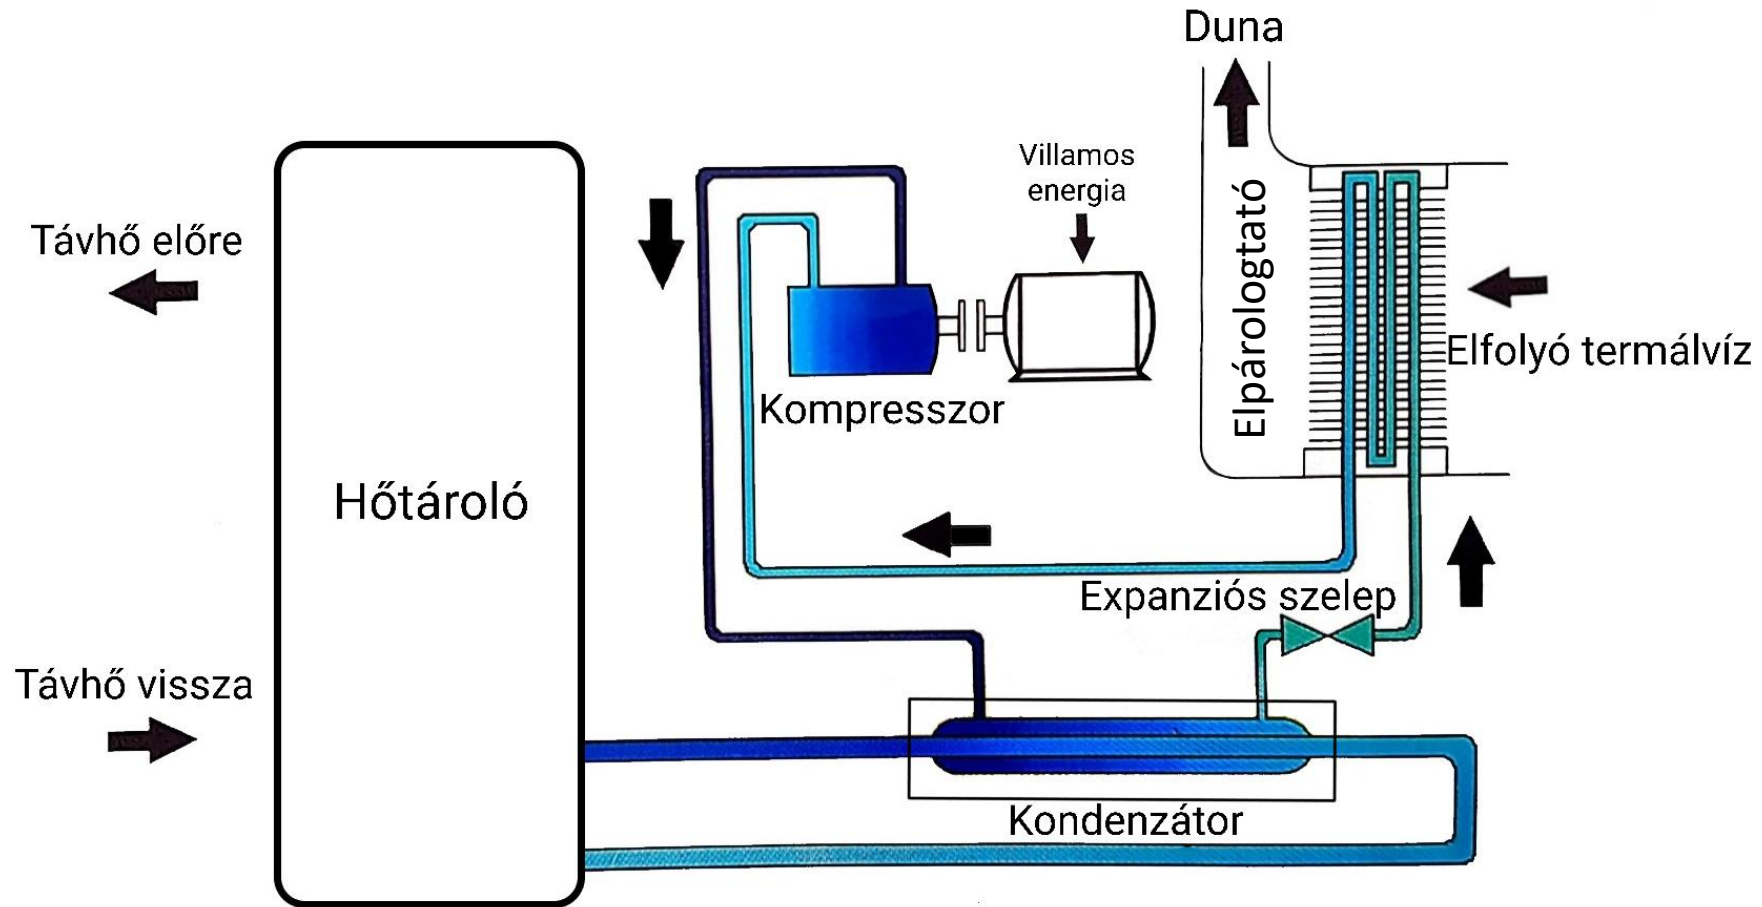 Duna
Villamos
energia
Távhő előre
Elpárologtató
Elfolyó termálvíz
Kompresszor
Hőtároló
Expanziós szelep
Távhő vissza
Kondenzátor